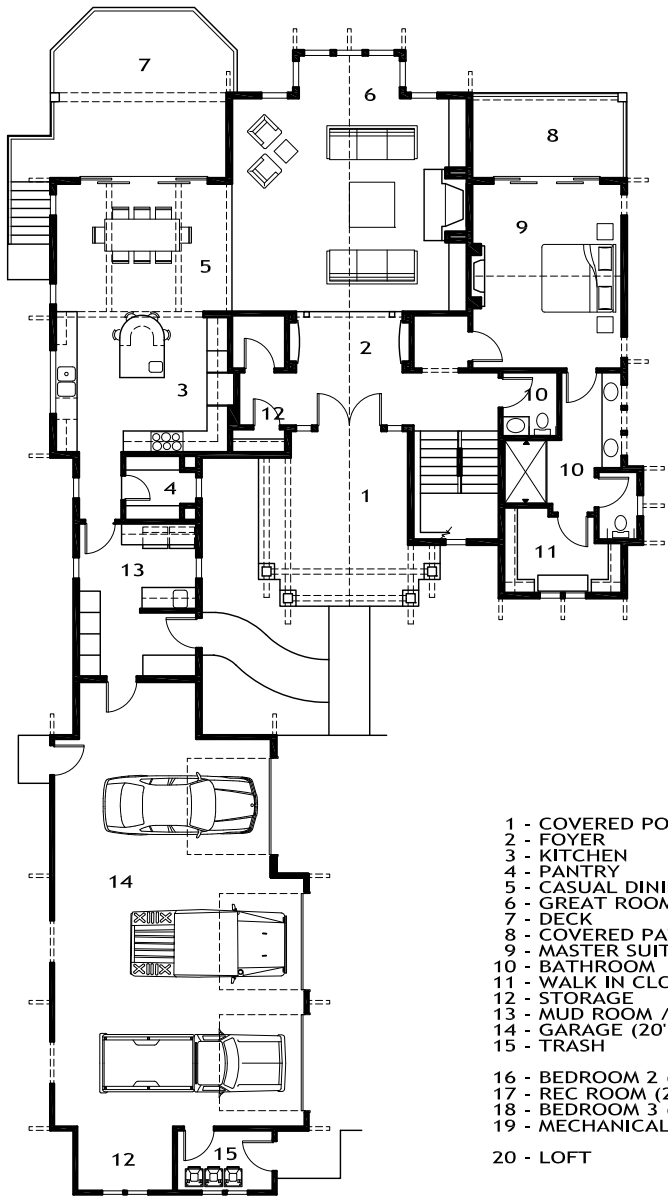 7
6
8
9
5
2
3
10
12
10
4
1
11
13
14
12
15
1 - COVERED PO
2 - FOYER
3 - KITCHEN
4 - PANTRY
5 - CASUAL DINI
6 - GREAT ROOM
7 - DECK
8 - COVERED PA
9 - MASTER SUIT
10 - BATHROOM
11 - WALK IN CLO
12 - STORAGE
13 - MUD ROOM /
14 - GARAGE (20'
15 - TRASH
16 - BEDROOM 2 (
17 - REC ROOM (2
18 - BEDROOM 3 (
19 - MECHANICAL
20 - LOFT